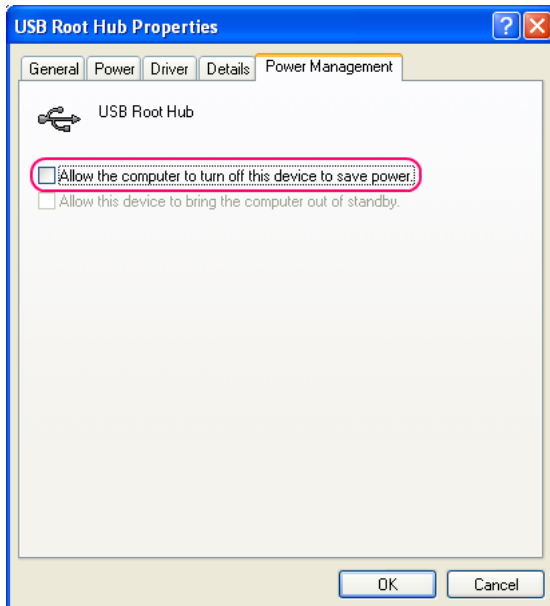 USB Root Hub Properties
General Power Driver Details Power Management
USB Root Hub
Allow the computer to turn off this device to save power.
Allow this device to bring the computer out of standby.
OK Cancel